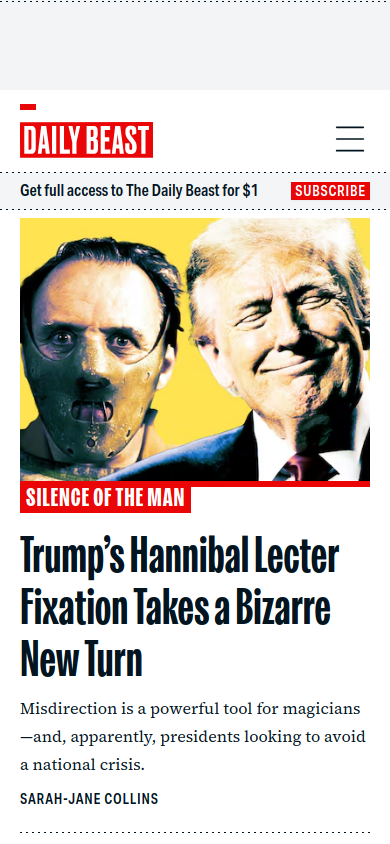 DAILY BEAST
Get full access to The Daily Beast for $1
SUBSCRIBE
SILENCE OF THE MAN
Trump’s Hannibal Lecter
Fixation Takes a Bizarre
New Turn
Misdirection is a powerful tool for magicians
—and, apparently, presidents looking to avoid
a national crisis.
SARAH-JANE COLLINS